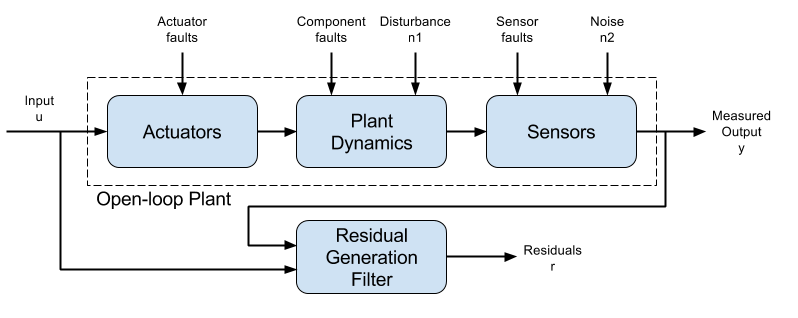 Actuator
faults
Component
faults
Disturbance
n1
Sensor
faults
Noise
n2
Input
u
Actuators
Plant
Dynamics
Sensors
Measured
Output
y
Open-loop Plant
Residual
Generation
Filter
Residuals
r